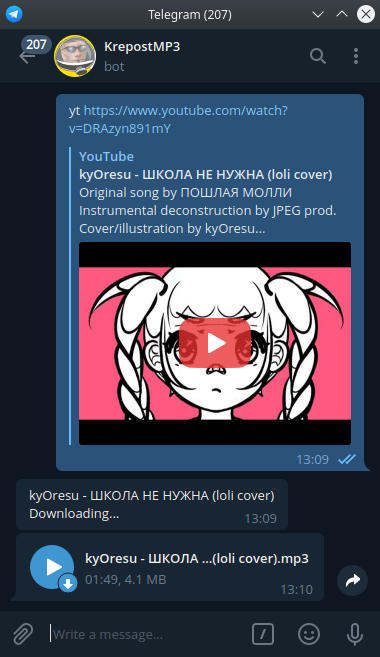 Telegram (207)
207
KrepostMP3
bot
yt https://www.youtube.com/watch?
v=DRAzyn891mY
YouTube
kyOresu - ШКОЛА НЕ НУЖНА (loli cover)
Original song by ПОШЛАЯ МОЛЛИ
Instrumental deconstruction by JPEG prod.
Cover/illustration by kyOresu...
13:09
kyOresu - ШКОЛА НЕ НУЖНА (loli cover)
Downloading...
13:09
kyOresu - ШКОЛА ...(loli cover).mp3
01:49, 4.1 MB
13:10
Write a message...